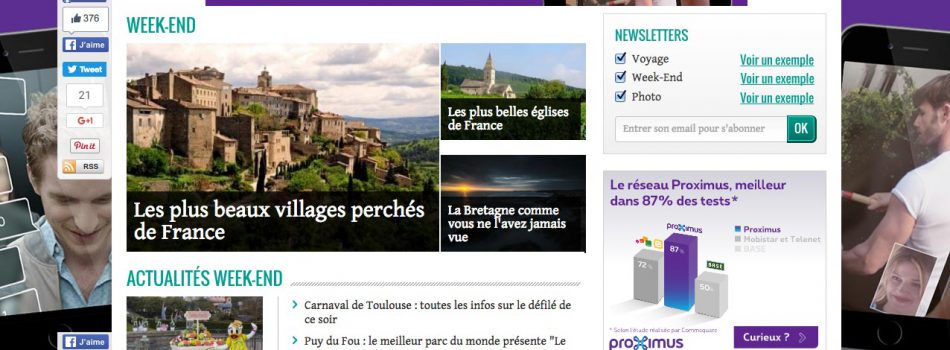 376
J'aime
Tweet
21
G+1
Pin it
RSS
J'aime
WEEK-END
Les plus beaux villages perchés
de France
Les plus belles églises
de France
La Bretagne comme
vous ne l'avez jamais
vue
ACTUALITÉS WEEK-END
Carnaval de Toulouse : toutes les infos sur le défilé de
ce soir
Puy du Fou : le meilleur parc du monde présente "Le
NEWSLETTERS
Voyage Voir un exemple
Week-End Voir un exemple
Photo Voir un exemple
Entrer son email pour s'abonner OK
Le réseau Proximus, meilleur
dans 87% des tests*
proximus
72%
87%
BASE
50%
Proximus
Mobistar et Telenet
BASE
* Selon l'étude réalisée par Commsquare
proximus
Curieux ? >